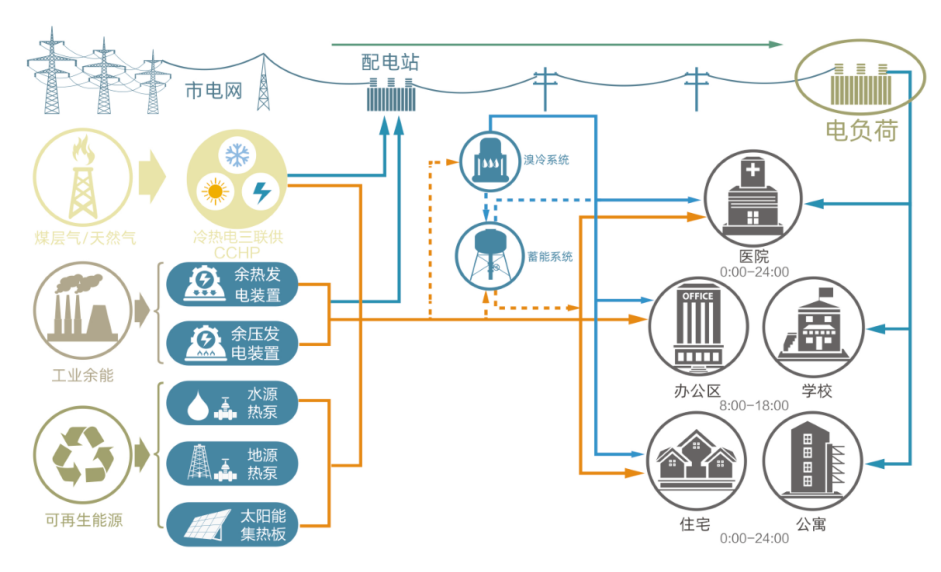 配电站
市电网
电负荷
溴冷系统
煤层气/天然气
冷热电三联供
CCHP
蓄能系统
医院
0:00-24:00
余热发
电装置
OFFICE
余压发
电装置
工业余能
办公区
学校
8:00-18:00
水源
热泵
地源
热泵
可再生能源
太阳能
集热板
住宅
公寓
0:00-24:00